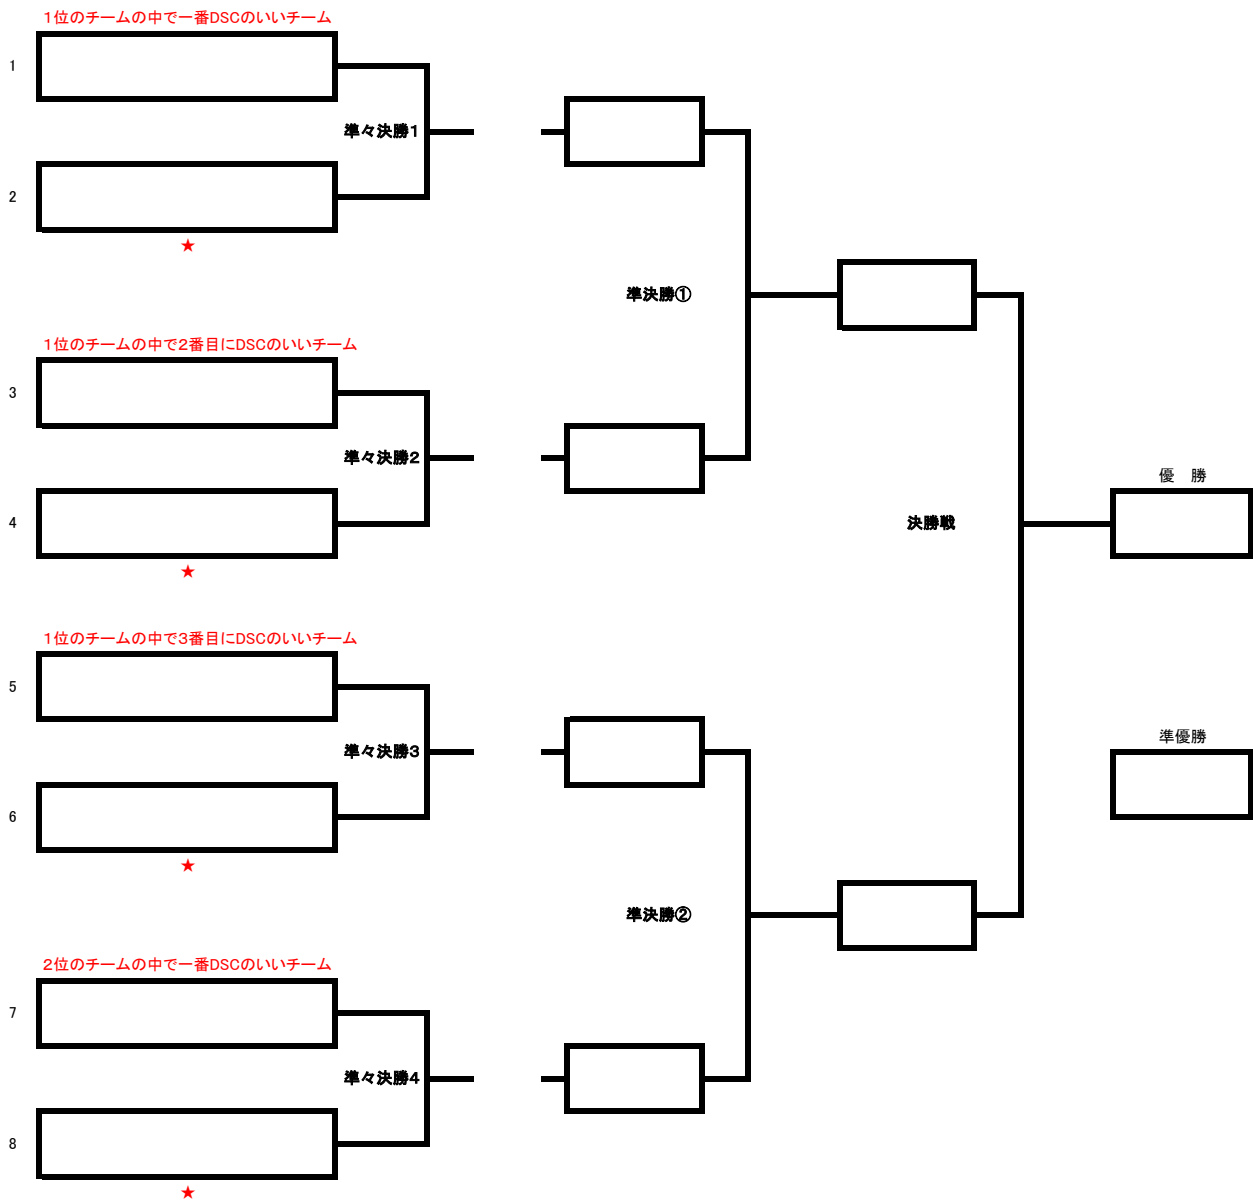 1位のチームの中で一番DSCのいいチーム
1
準々決勝1
2
★
準決勝①
1位のチームの中で2番目にDSCのいいチーム
3
準々決勝2
優　勝
4
決勝戦
★
1位のチームの中で3番目にDSCのいいチーム
5
準優勝
準々決勝3
6
★
準決勝②
2位のチームの中で一番DSCのいいチーム
7
準々決勝4
8
★